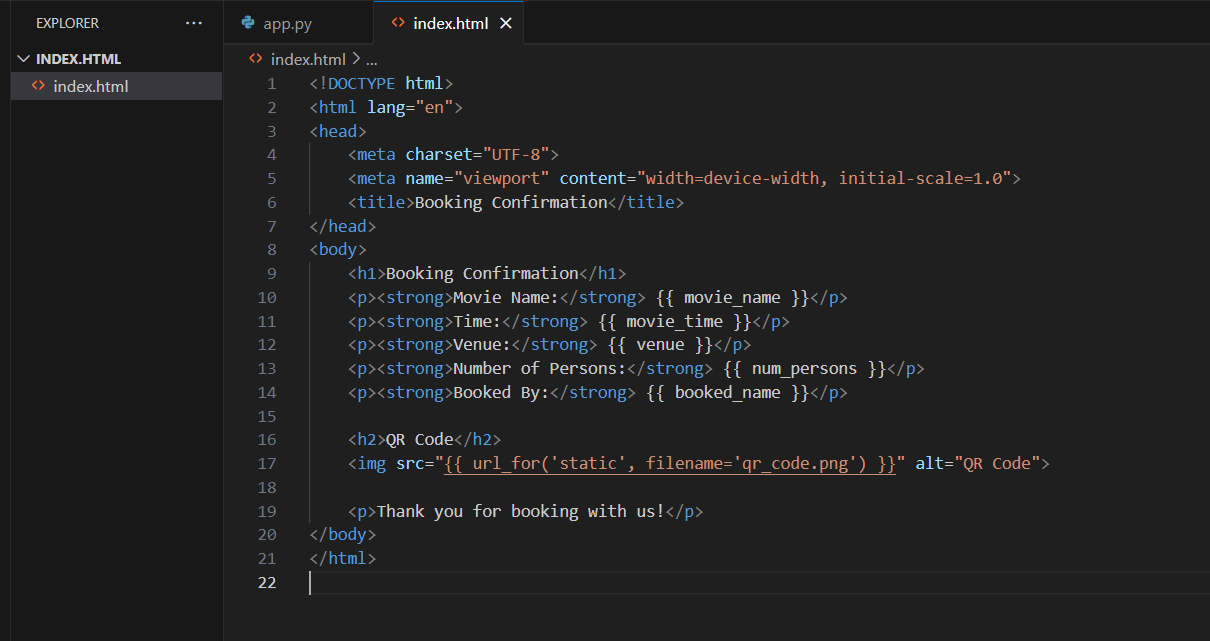 EXPLORER ...
app.py
index.html
INDEX.HTML
index.html
index.html > ...
1 <!DOCTYPE html>
2 <html lang="en">
3 <head>
4     <meta charset="UTF-8">
5     <meta name="viewport" content="width=device-width, initial-scale=1.0">
6     <title>Booking Confirmation</title>
7 </head>
8 <body>
9     <h1>Booking Confirmation</h1>
10     <p><strong>Movie Name:</strong> {{ movie_name }}</p>
11     <p><strong>Time:</strong> {{ movie_time }}</p>
12     <p><strong>Venue:</strong> {{ venue }}</p>
13     <p><strong>Number of Persons:</strong> {{ num_persons }}</p>
14     <p><strong>Booked By:</strong> {{ booked_name }}</p>
15
16     <h2>QR Code</h2>
17     <img src="{{ url_for('static', filename='qr_code.png') }}" alt="QR Code">
18
19     <p>Thank you for booking with us!</p>
20 </body>
21 </html>
22